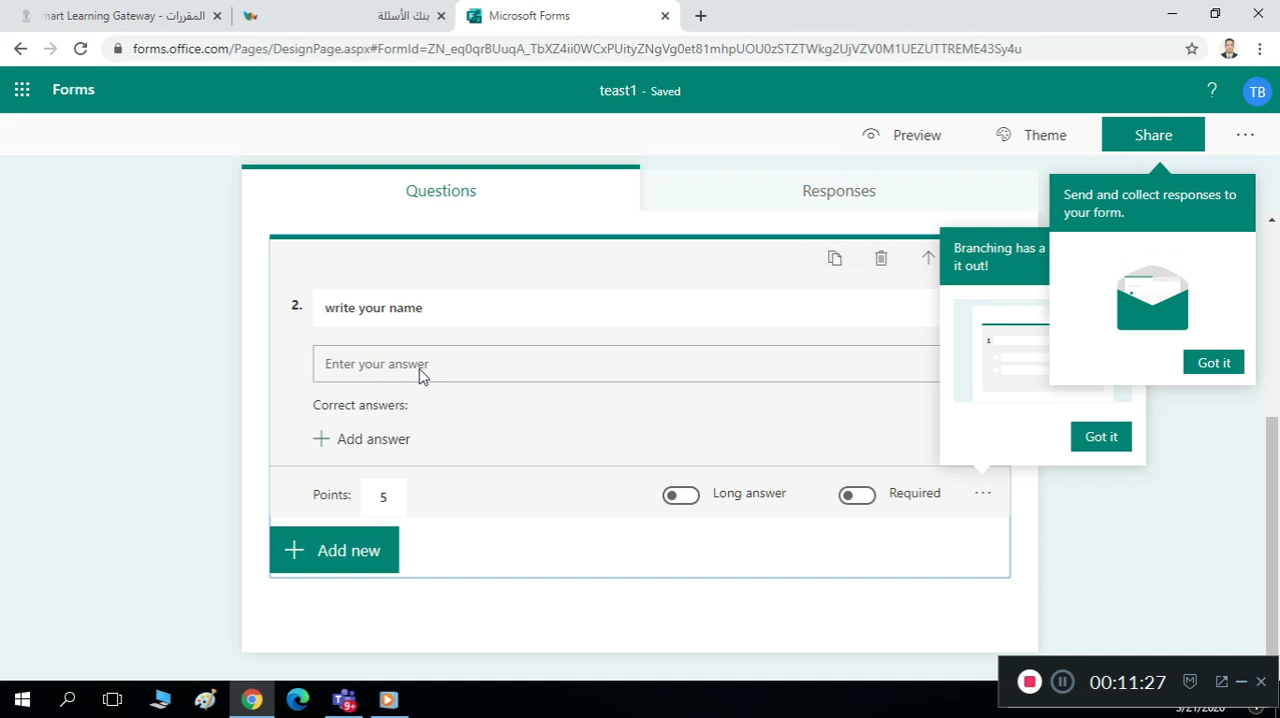 mart Learning Gateway - المقررات
بنك الأسئلة
Microsoft Forms
forms.office.com/Pages/DesignPage.aspx#FormId=ZN_eq0qrBUuqA_TbXZ4ii0WCxPUityZNgVg0et81mhpUOU0zSTZTWkg2UjVZV0M1UEZUTTREME43Sy4u
Forms
teast1 - Saved
?
TB
Preview
Theme
Share
Questions
Responses
Send and collect responses to
your form.
Branching has a
it out!
2.
write your name
1
Enter your answer
Got it
Correct answers:
Add answer
Got it
Points:
5
Long answer
Required
Add new
9+
00:11:27